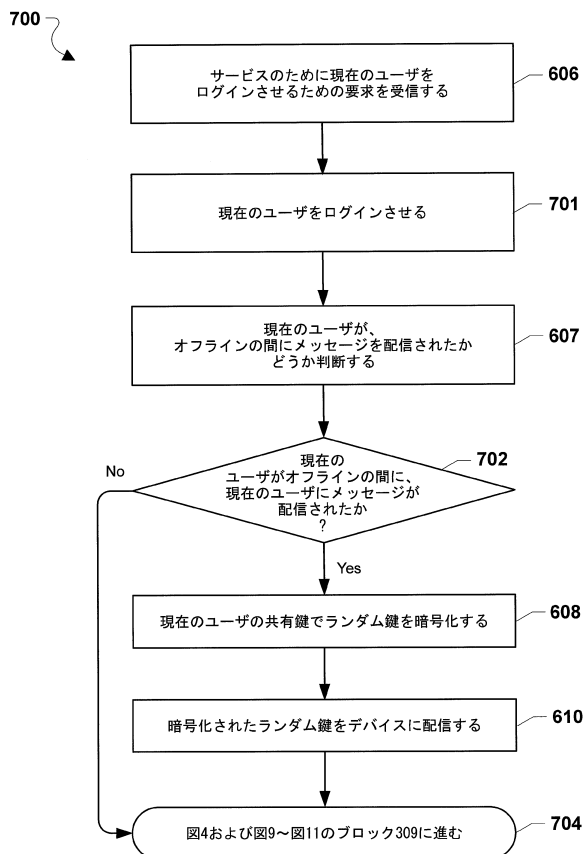 700
サービスのために現在のユーザを
ログインさせるための要求を受信する
606
現在のユーザをログインさせる
701
現在のユーザが、
オフラインの間にメッセージを配信されたか
どうか判断する
607
現在の
ユーザがオフラインの間に、
現在のユーザにメッセージが
配信されたか
?
702
No
Yes
現在のユーザの共有鍵でランダム鍵を暗号化する
608
暗号化されたランダム鍵をデバイスに配信する
610
図4および図9～図11のブロック309に進む
704